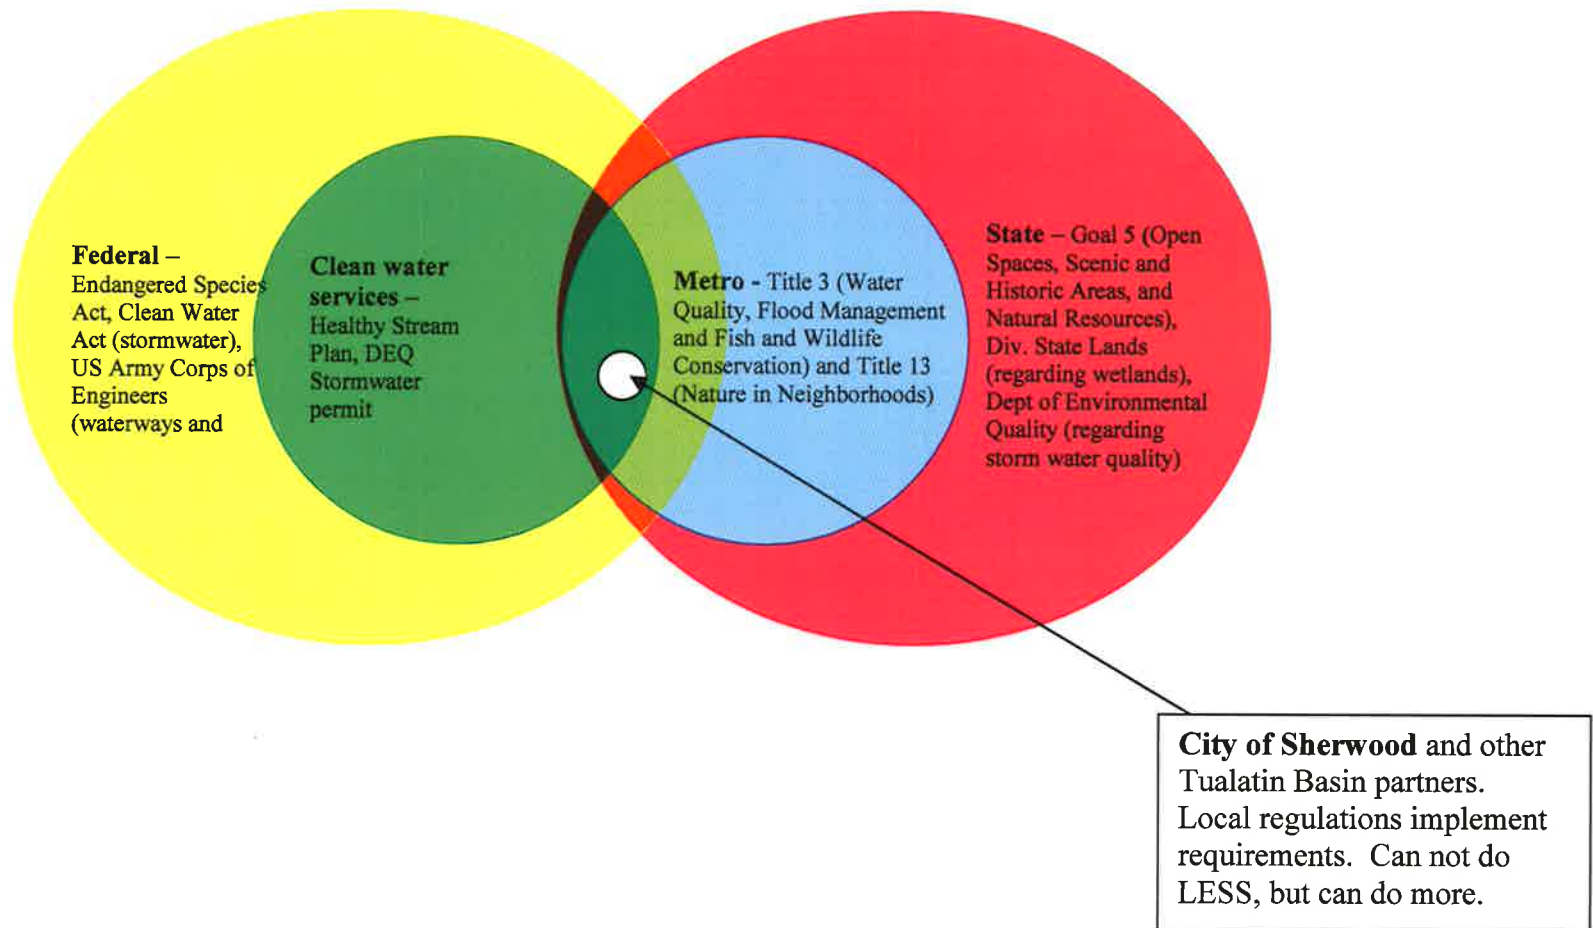 Federal –
Endangered Species
Act, Clean Water
Act (stormwater),
US Army Corps of
Engineers
(waterways and
Clean water
services –
Healthy Stream
Plan, DEQ
Stormwater
permit
Metro - Title 3 (Water
Quality, Flood Management
and Fish and Wildlife
Conservation) and Title 13
(Nature in Neighborhoods)
State – Goal 5 (Open
Spaces, Scenic and
Historic Areas, and
Natural Resources),
Div. State Lands
(regarding wetlands),
Dept of Environmental
Quality (regarding
storm water quality)
City of Sherwood and other
Tualatin Basin partners.
Local regulations implement
requirements.  Can not do
LESS, but can do more.